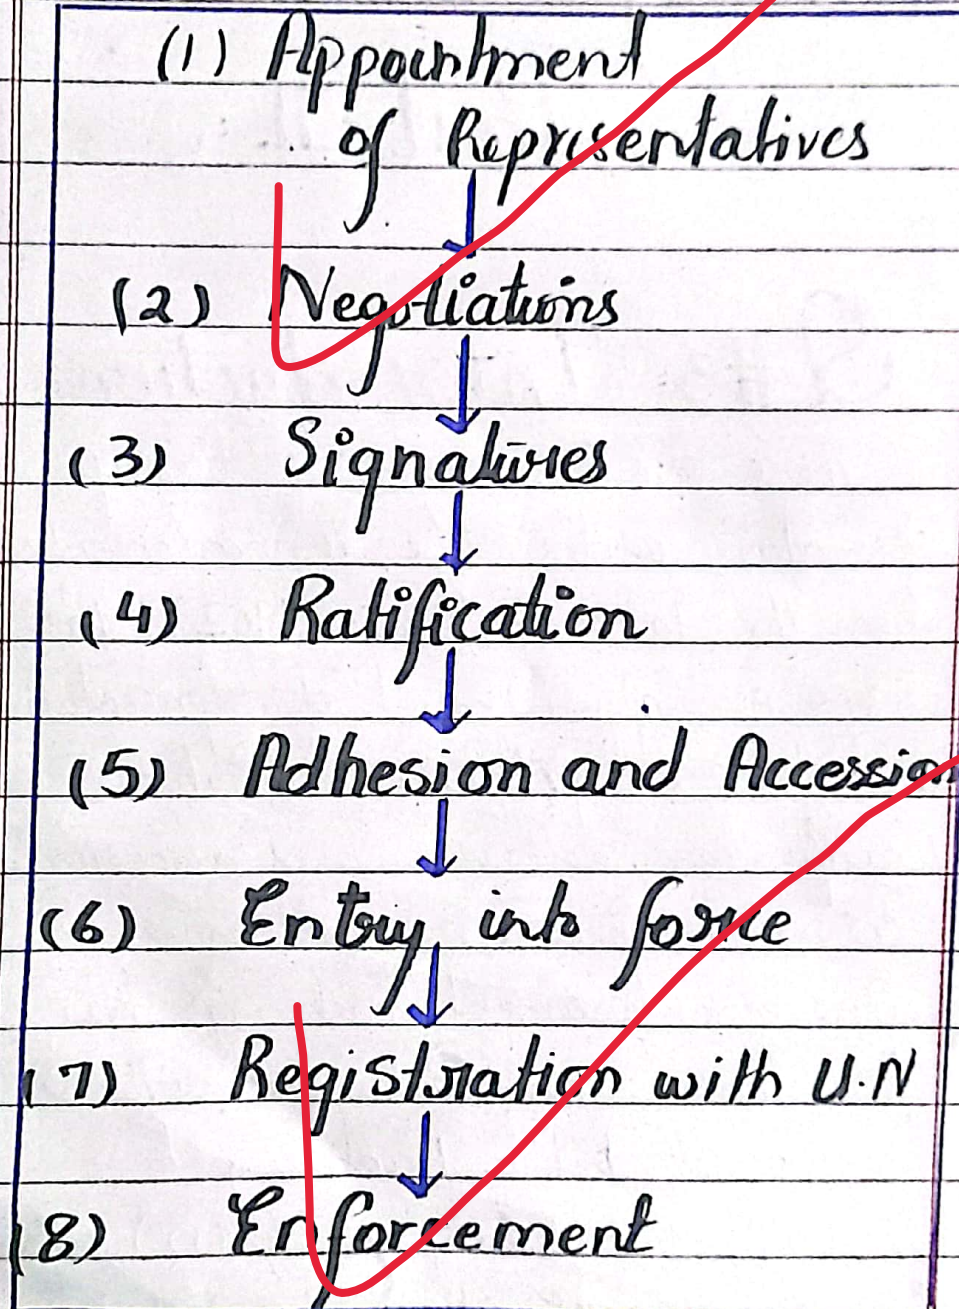 (1) Appointment
of Representatives
(2) Negotiations
(3) Signatures
(4) Ratification
(5) Adhesion and Accession
(6) Entry into force
(7) Registration with U.N
(8) Enforcement